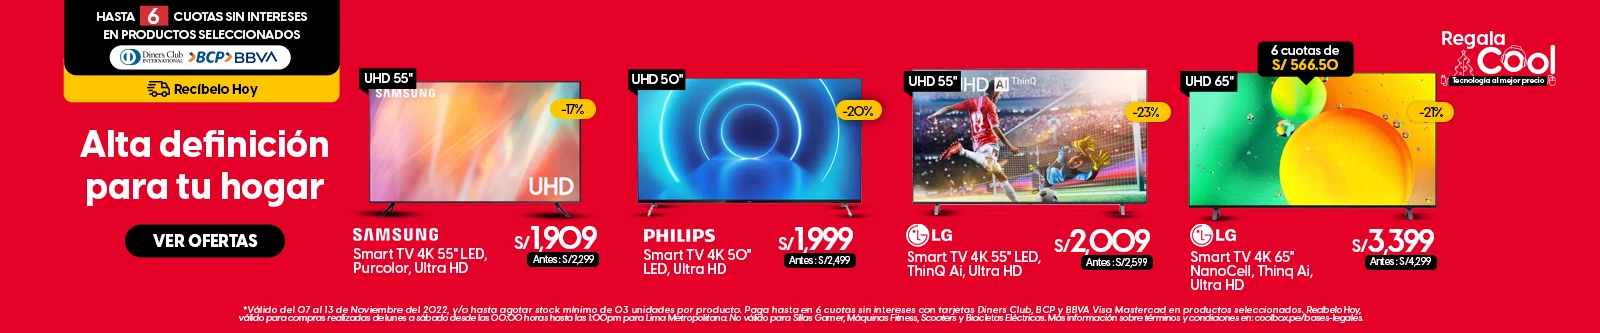 HASTA 6 CUOTAS SIN INTERESES
EN PRODUCTOS SELECCIONADOS
Diners Club INTERNATIONAL BCP BBVA
Recíbelo Hoy
Alta definición
para tu hogar
VER OFERTAS
UHD 55"
SAMSUNG
-17%
UHD
SAMSUNG
Smart TV 4K 55" LED,
Purcolor, Ultra HD
S/1,909
Antes : S/2,299
UHD 50"
-20%
PHILIPS
Smart TV 4K 50"
LED, Ultra HD
S/1,999
Antes : S/2,499
UHD 55"
HD AI ThinQ
-23%
LG
Smart TV 4K 55" LED,
ThinQ Ai, Ultra HD
S/2,009
Antes : S/2,599
6 cuotas de
S/ 566.50
UHD 65"
-21%
LG
Smart TV 4K 65"
NanoCell, Thinq Ai,
Ultra HD
S/3,399
Antes : S/4,299
Regala
Cool
Tecnología al mejor precio
*Válido del 07 al 13 de Noviembre del 2022, y/o hasta agotar stock mínimo de 03 unidades por producto. Paga hasta en 6 cuotas sin intereses con tarjetas Diners Club, BCP y BBVA Visa Mastercad en productos seleccionados. Recíbelo Hoy,
válido para compras realizadas de lunes a sábado desde las 00:00 horas hasta las 1:00pm para Lima Metropolitana. No válido para Sillas Gamer, Máquinas Fitness, Scooters y Bicicletas Eléctricas. Más información sobre términos y condiciones en: coolbox.pe/bases-legales.